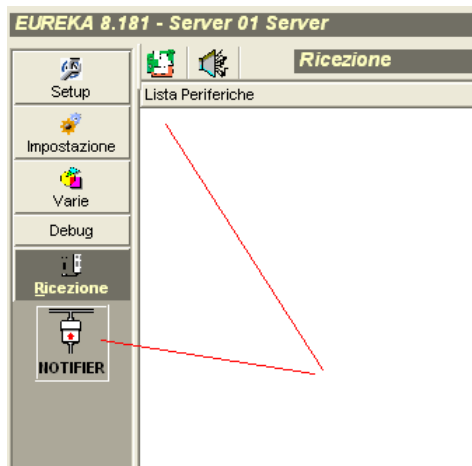 EUREKA 8.181 - Server 01 Server
Ricezione
Setup
Lista Periferiche
Impostazione
Varie
Debug
Ricezione
NOTIFIER